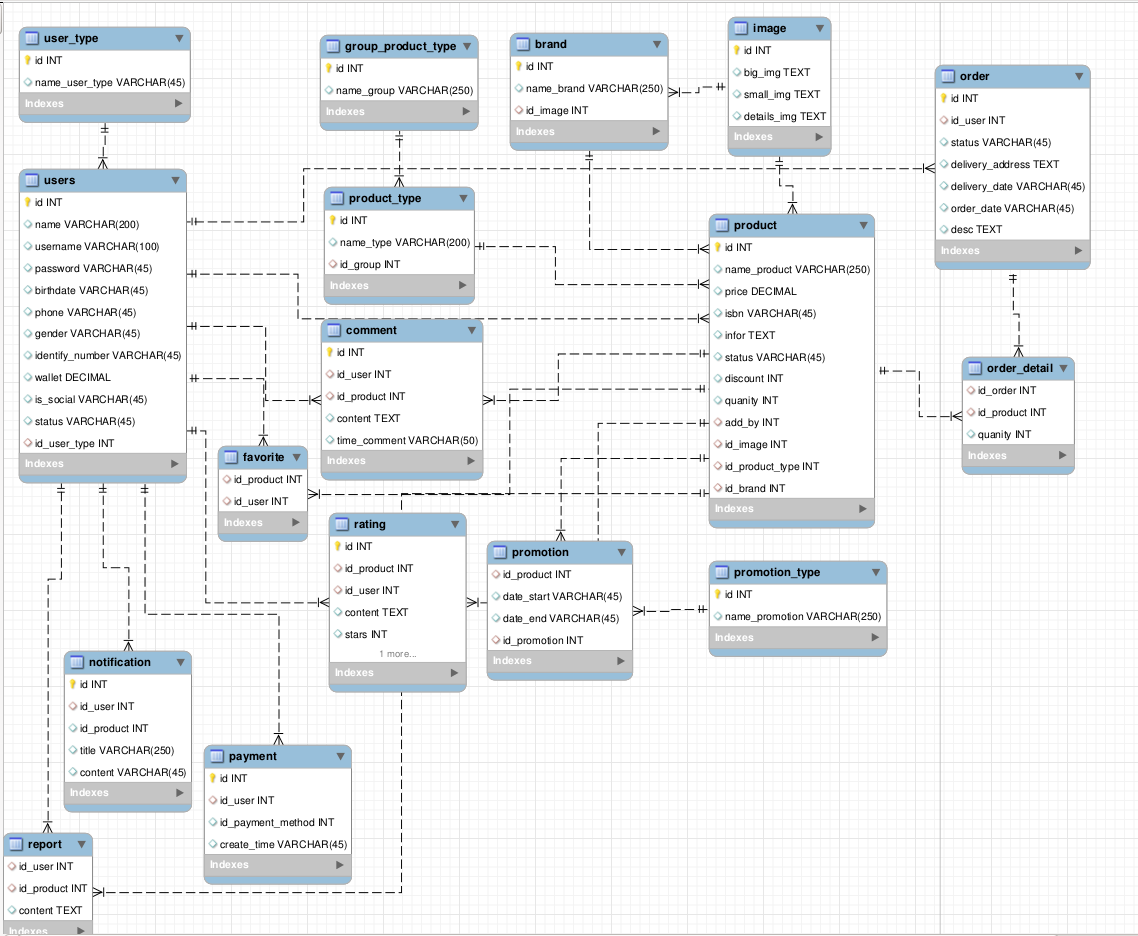 user_type
id INT
name_user_type VARCHAR(45)
Indexes
group_product_type
id INT
name_group VARCHAR(250)
Indexes
brand
id INT
name_brand VARCHAR(250)
id_image INT
Indexes
image
id INT
big_img TEXT
small_img TEXT
details_img TEXT
Indexes
order
id INT
id_user INT
status VARCHAR(45)
delivery_address TEXT
delivery_date VARCHAR(45)
order_date VARCHAR(45)
desc TEXT
Indexes
users
id INT
name VARCHAR(200)
username VARCHAR(100)
password VARCHAR(45)
birthdate VARCHAR(45)
phone VARCHAR(45)
gender VARCHAR(45)
identify_number VARCHAR(45)
wallet DECIMAL
is_social VARCHAR(45)
status VARCHAR(45)
id_user_type INT
Indexes
product_type
id INT
name_type VARCHAR(200)
id_group INT
Indexes
product
id INT
name_product VARCHAR(250)
price DECIMAL
isbn VARCHAR(45)
infor TEXT
status VARCHAR(45)
discount INT
quanity INT
add_by INT
id_image INT
id_product_type INT
id_brand INT
Indexes
comment
id INT
id_user INT
id_product INT
content TEXT
time_comment VARCHAR(50)
Indexes
order_detail
id_order INT
id_product INT
quanity INT
Indexes
favorite
id_product INT
id_user INT
Indexes
rating
id INT
id_product INT
id_user INT
content TEXT
stars INT
1 more...
Indexes
promotion
id_product INT
date_start VARCHAR(45)
date_end VARCHAR(45)
id_promotion INT
Indexes
promotion_type
id INT
name_promotion VARCHAR(250)
Indexes
notification
id INT
id_user INT
id_product INT
title VARCHAR(250)
content VARCHAR(45)
Indexes
payment
id INT
id_user INT
id_payment_method INT
create_time VARCHAR(45)
Indexes
report
id_user INT
id_product INT
content TEXT
Indexes